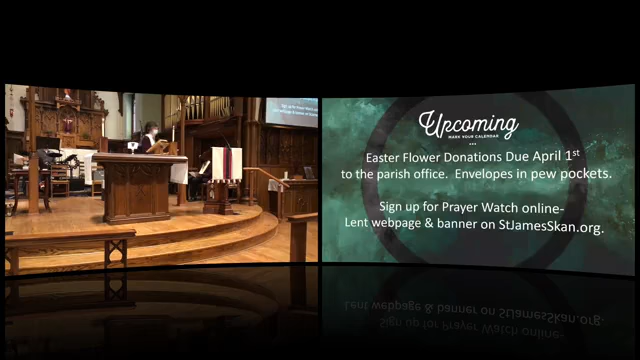 Upcoming
MARK YOUR CALENDAR
Easter Flower Donations Due April 1st
to the parish office. Envelopes in pew pockets.
Sign up for Prayer Watch online-
Lent webpage & banner on StJamesSkan.org.